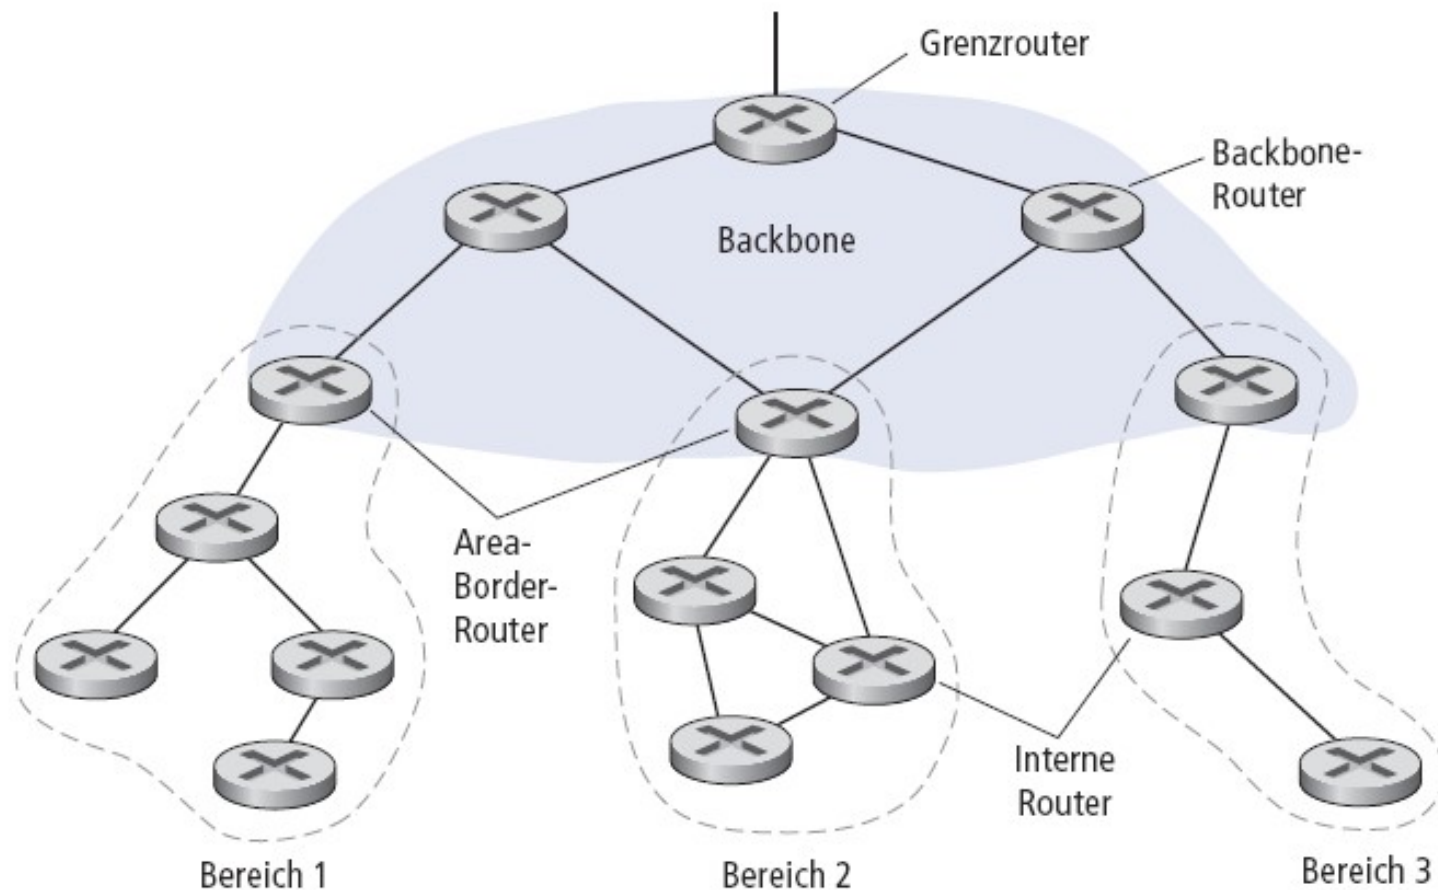 Grenzrouter
Backbone-
Router
Backbone
Area-
Border-
Router
Interne
Router
Bereich 1
Bereich 2
Bereich 3